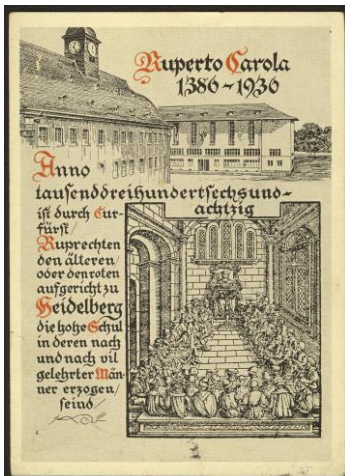 Ruperto Carola
1386 ~ 1936
Anno
tausenddreihundertsechsund-
achtzig
ist durch Cur-
fürst/
Ruprechten
den älteren/
oder den roten
aufgericht zu
Heidelberg
die hohe Schul
in deren nach
und nach vil
gelehrter Män-
ner erzogen/
seind/